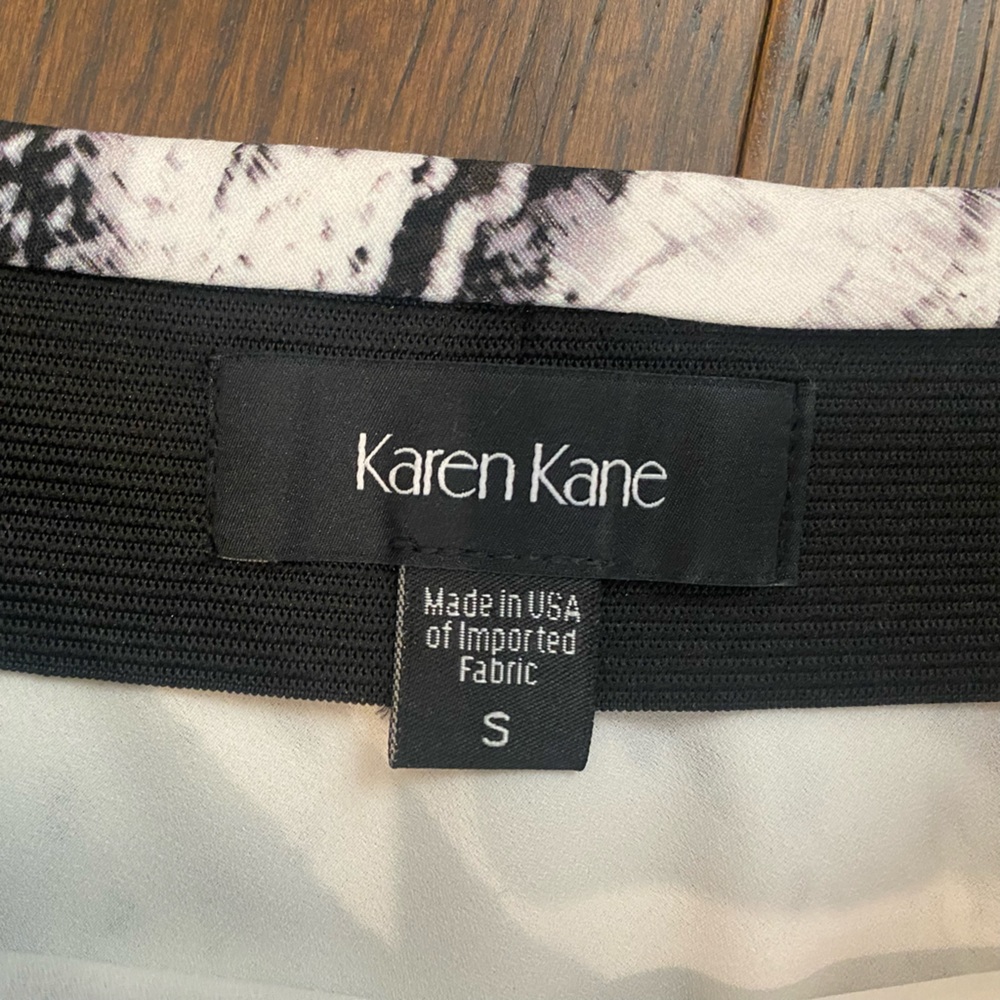 Karen Kane
Made in USA
of Imported
Fabric
S